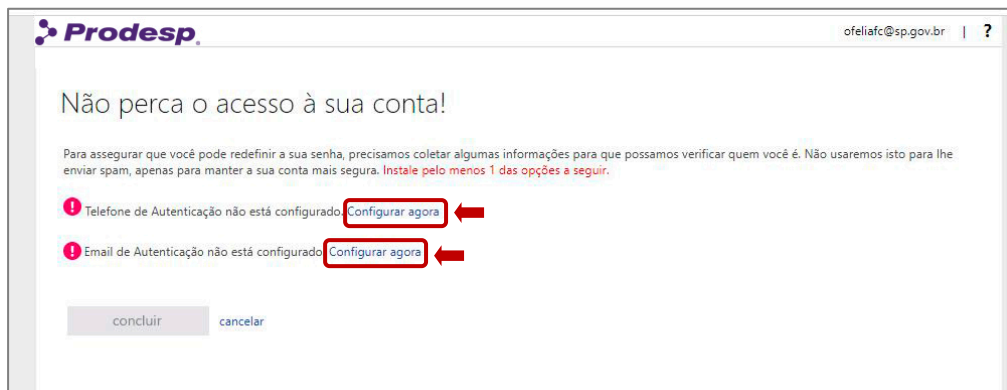 Prodesp
ofeliafc@sp.gov.br | ?
Não perca o acesso à sua conta!
Para assegurar que você pode redefinir a sua senha, precisamos coletar algumas informações para que possamos verificar quem você é. Não usaremos isto para lhe
enviar spam, apenas para manter a sua conta mais segura. Instale pelo menos 1 das opções a seguir.
! Telefone de Autenticação não está configurado. Configurar agora
! Email de Autenticação não está configurado. Configurar agora
concluir cancelar